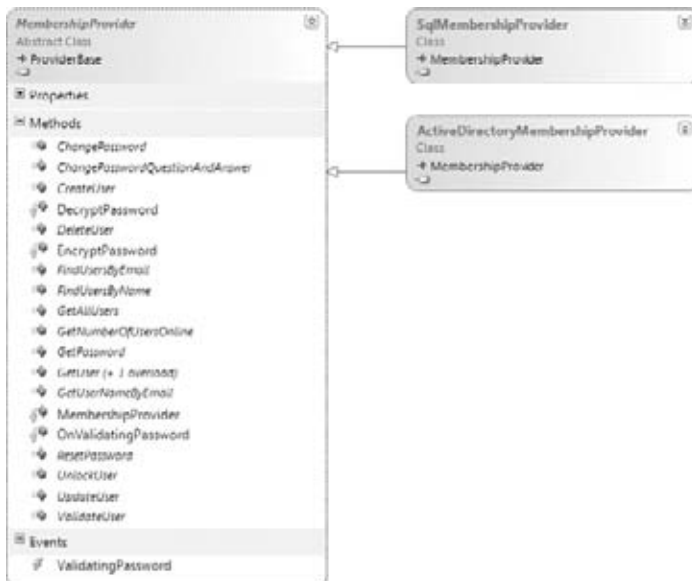 MembershipProvider
Abstract Class
ProviderBase
Properties
Methods
ChangePassword
ChangePasswordQuestionAndAnswer
CreateUser
DecryptPassword
DeleteUser
EncryptPassword
FindUsersByEmail
FindUsersByName
GetAllUsers
GetNumberOfUsersOnline
GetPassword
GetUser (+ 1 overload)
GetUserNameByEmail
MembershipProvider
OnValidatingPassword
ResetPassword
UnlockUser
UpdateUser
ValidateUser
Events
ValidatingPassword
SqlMembershipProvider
Class
MembershipProvider
ActiveDirectoryMembershipProvider
Class
MembershipProvider